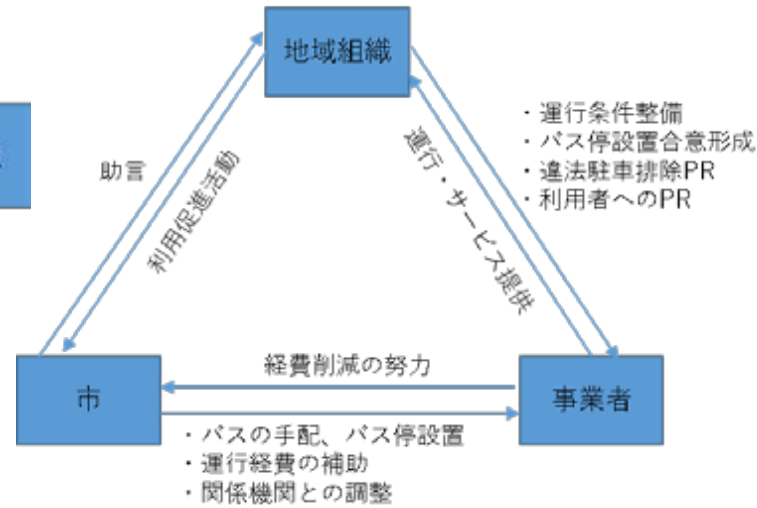 地域組織
・運行条件整備
・バス停設置合意形成
・違法駐車排除PR
・利用者へのPR
助言
利用促進活動
運行・サービス提供
経費削減の努力
市
事業者
・バスの手配、バス停設置
・運行経費の補助
・関係機関との調整